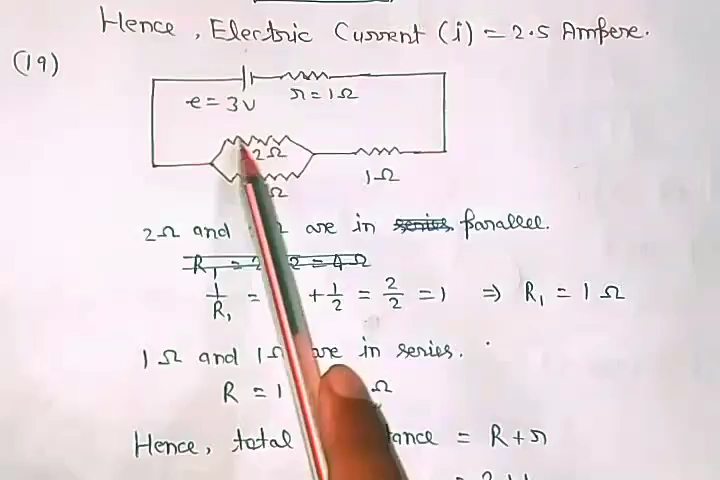 Hence, Electric Current (i) = 2.5 Ampere.
(19)
e = 3V
r = 1Ω
2Ω
Ω
1Ω
2Ω and Ω are in series parallel.
R₁ = 2 2 = 4Ω
1/R₁ = + 1/2 = 2/2 = 1 ⇒ R₁ = 1Ω
1Ω and 1Ω are in series.
R = 1 Ω
Hence, total tance = R + r